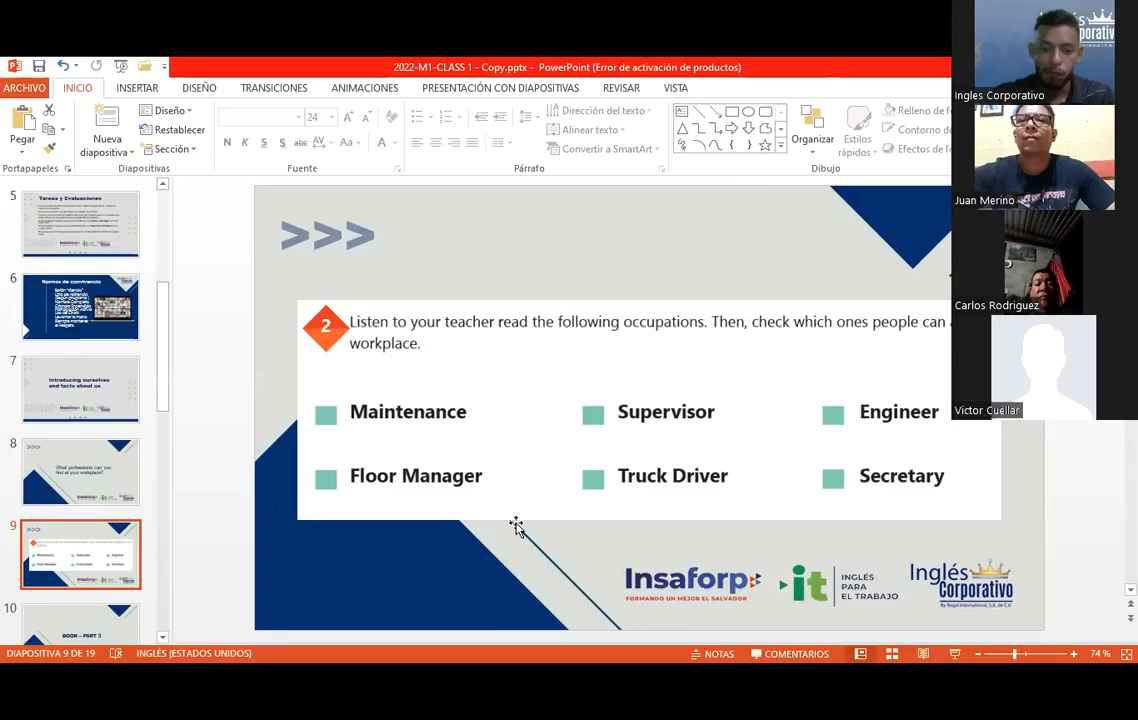 2022-M1-CLASS 1 - Copy.pptx - PowerPoint (Error de activación de productos)
ARCHIVO INICIO INSERTAR DISEÑO TRANSICIONES ANIMACIONES PRESENTACIÓN CON DIAPOSITIVAS REVISAR VISTA
Pegar
Nueva
diapositiva
Diseño
Restablecer
Sección
24
N K S S abc AV Aa A
Dirección del texto
Alinear texto
Convertir a SmartArt
Organizar
Estilos
rápidos
Relleno de
Contorno de
Efectos de
Portapapeles Diapositivas Fuente Párrafo Dibujo
Ingles Corporativo
Juan Merino
Carlos Rodriguez
Victor Cuéllar
5
Tareas y Evaluaciones
6
Normas de convivencia
7
Introducing ourselves
and facts about us
8
What professions can you
find at your workplace?
9
10
BOOK - PART 3
>>>
2 Listen to your teacher read the following occupations. Then, check which ones people can
workplace.
Maintenance Supervisor Engineer
Floor Manager Truck Driver Secretary
Insaforp
FORMANDO UN MEJOR EL SALVADOR
it INGLÉS
PARA
EL TRABAJO
Inglés
Corporativo
By Regal International, S.A. de C.V.
DIAPOSITIVA 9 DE 19 INGLÉS (ESTADOS UNIDOS) NOTAS COMENTARIOS 74 %